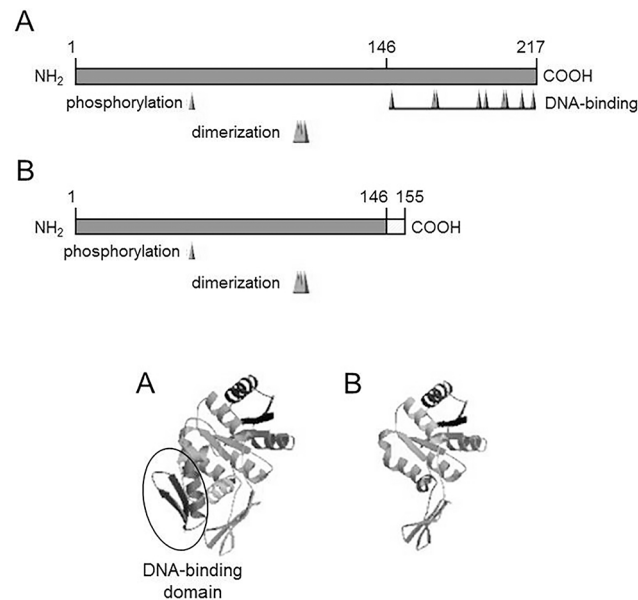 A
1 146 217
NH2 COOH
phosphorylation DNA-binding
dimerization
B
1 146 155
NH2 COOH
phosphorylation
dimerization
A B
DNA-binding
domain